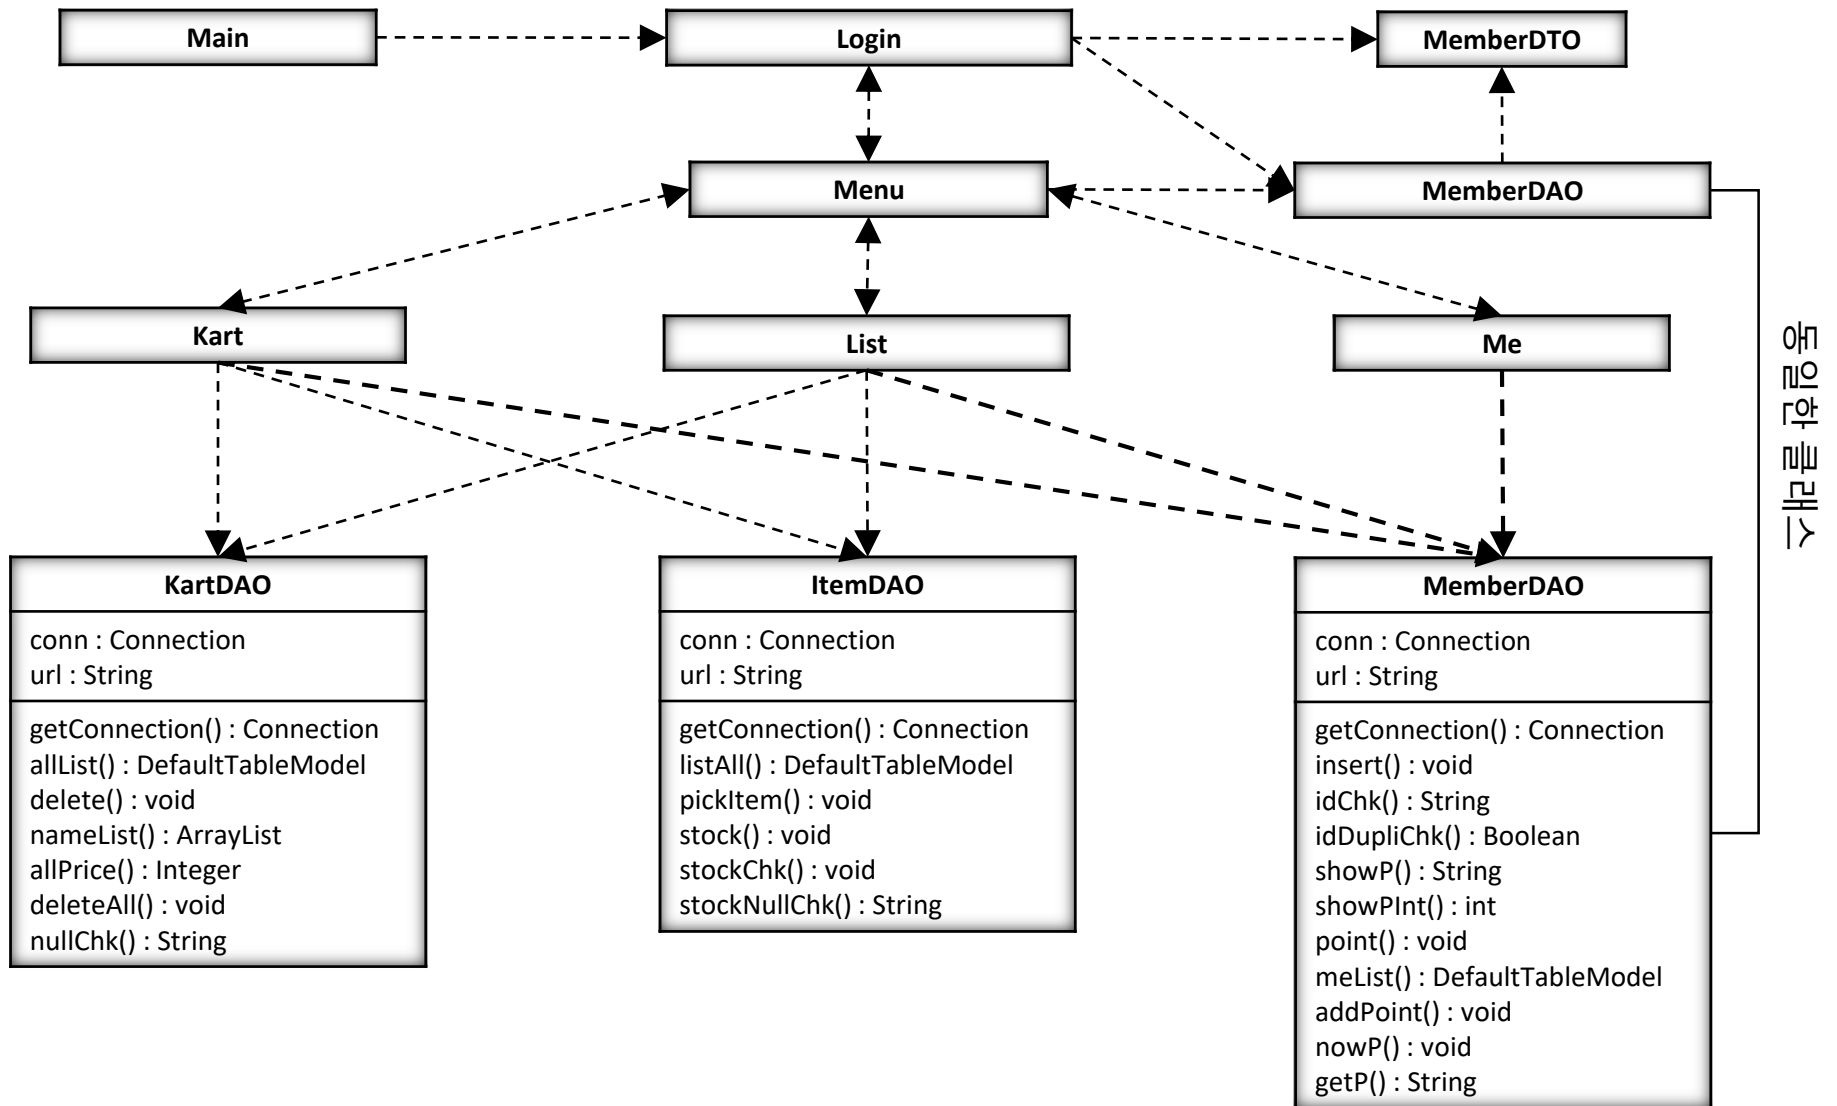 Main
Login
MemberDTO
Menu
MemberDAO
Kart
List
Me
동일한 클래스
KartDAO
conn : Connection
url : String
getConnection() : Connection
allList() : DefaultTableModel
delete() : void
nameList() : ArrayList
allPrice() : Integer
deleteAll() : void
nullChk() : String
ItemDAO
conn : Connection
url : String
getConnection() : Connection
listAll() : DefaultTableModel
pickItem() : void
stock() : void
stockChk() : void
stockNullChk() : String
MemberDAO
conn : Connection
url : String
getConnection() : Connection
insert() : void
idChk() : String
idDupliChk() : Boolean
showP() : String
showPInt() : int
point() : void
meList() : DefaultTableModel
addPoint() : void
nowP() : void
getP() : String